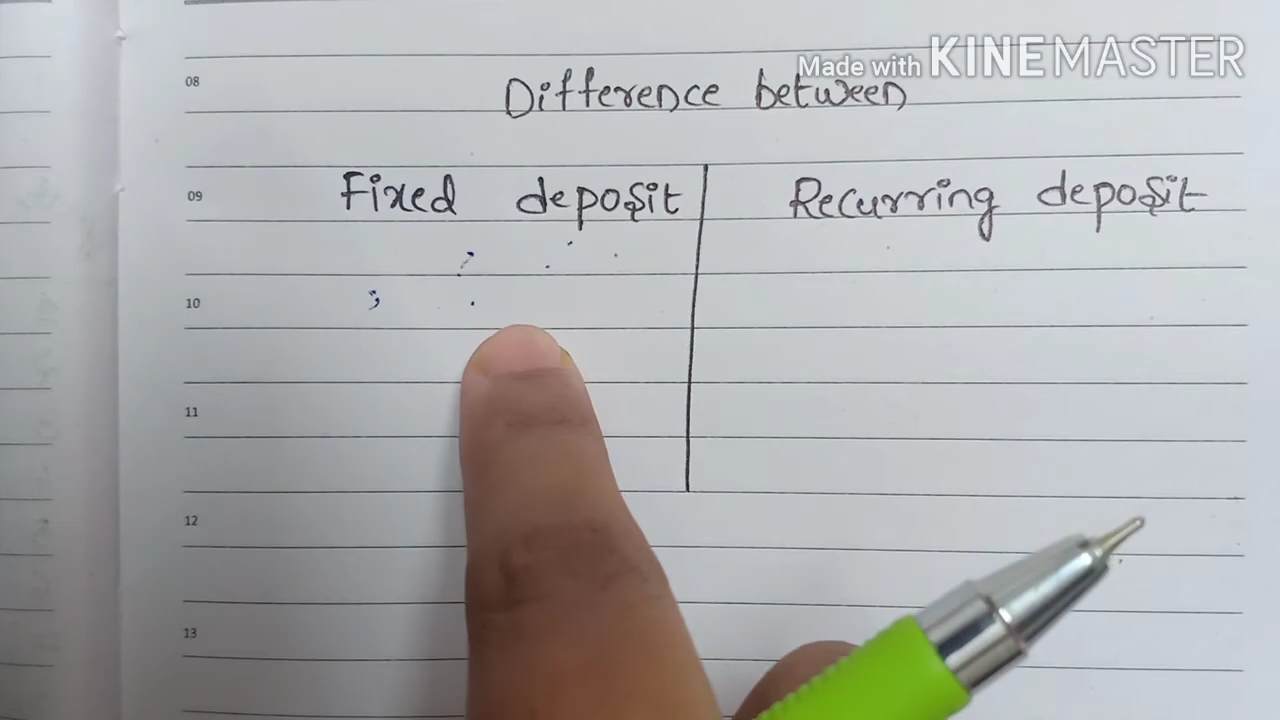 Made with KINEMASTER
08
Difference between
09
Fixed deposit Recurring deposit
10
11
12
13